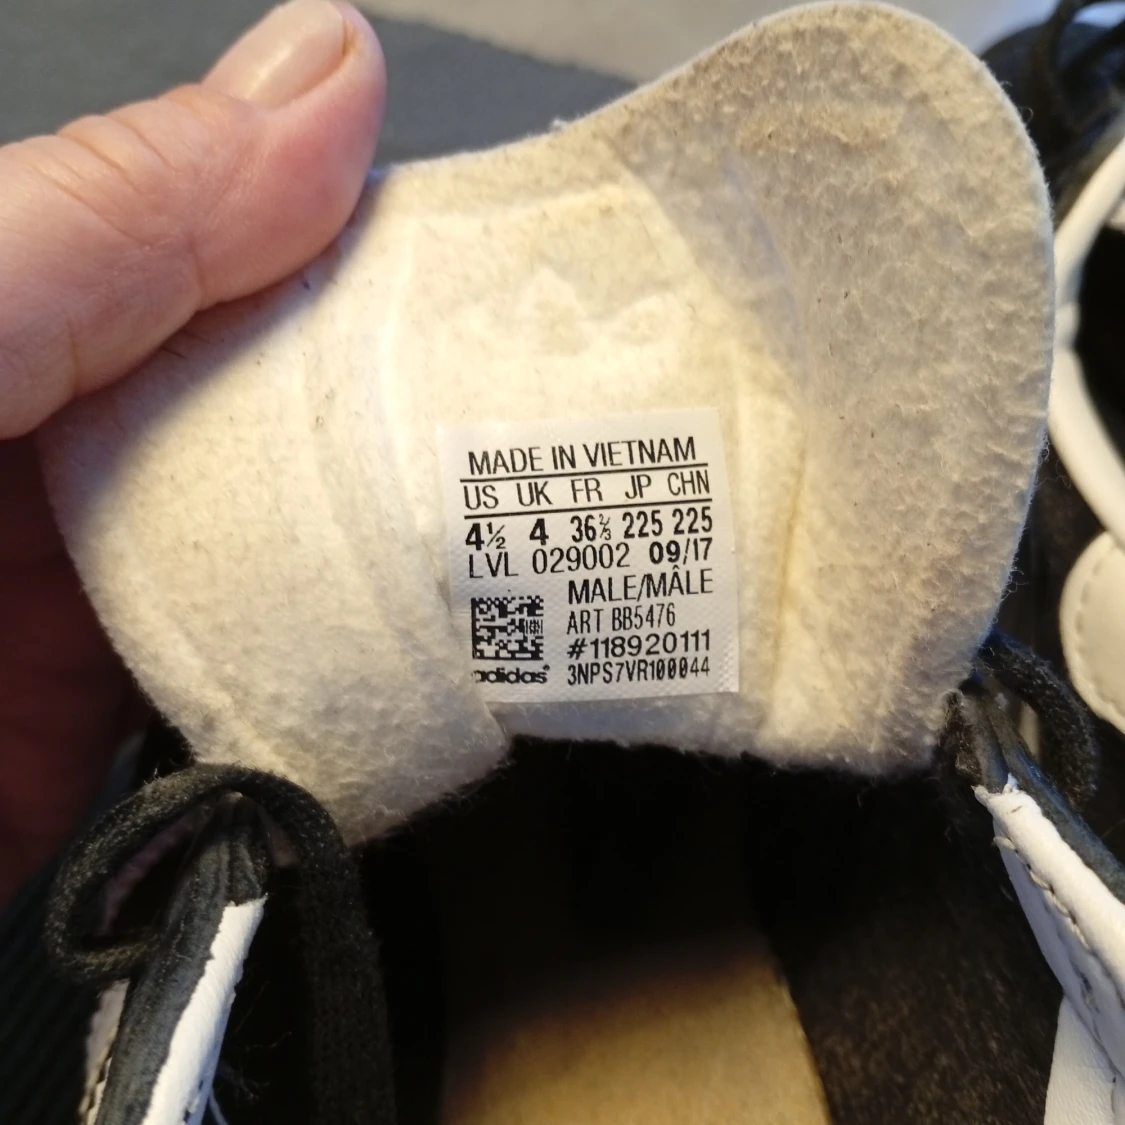 MADE IN VIETNAM
US UK FR JP CHN
4½ 4 36⅔ 225 225
LVL 029002 09/17
MALE/MÂLE
ART BB5476
#118920111
adidas® 3NPS7VR100044